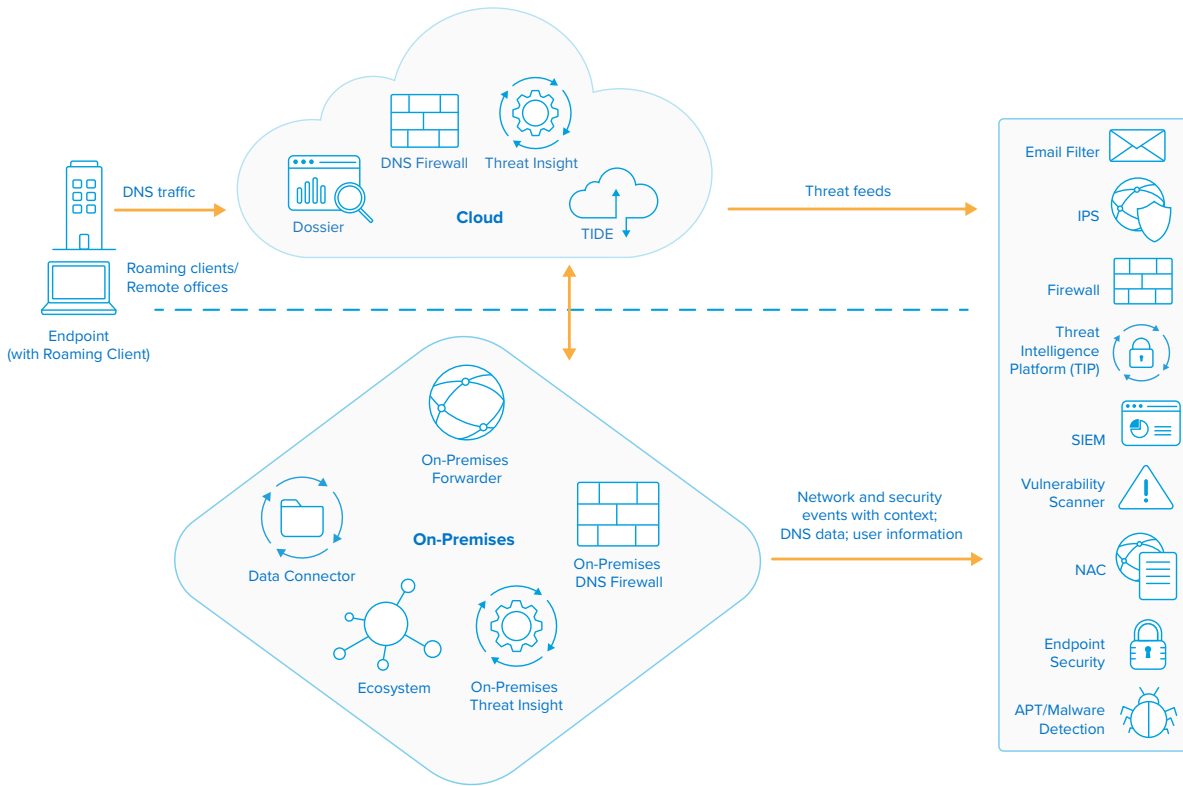 DNS Firewall
Threat Insight
Dossier
Cloud
TIDE
DNS traffic
Roaming clients/
Remote offices
Endpoint
(with Roaming Client)
Threat feeds
On-Premises
Forwarder
Data Connector
On-Premises
On-Premises
DNS Firewall
Ecosystem
On-Premises
Threat Insight
Network and security
events with context;
DNS data; user information
Email Filter
IPS
Firewall
Threat
Intelligence
Platform (TIP)
SIEM
Vulnerability
Scanner
NAC
Endpoint
Security
APT/Malware
Detection